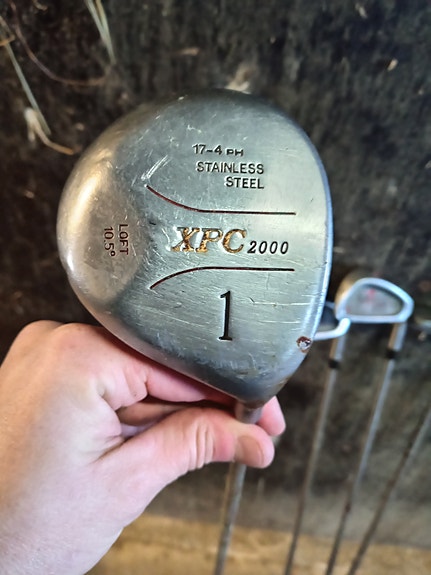 17-4 PH
STAINLESS
STEEL
XPC 2000
LOFT
10.5°
1